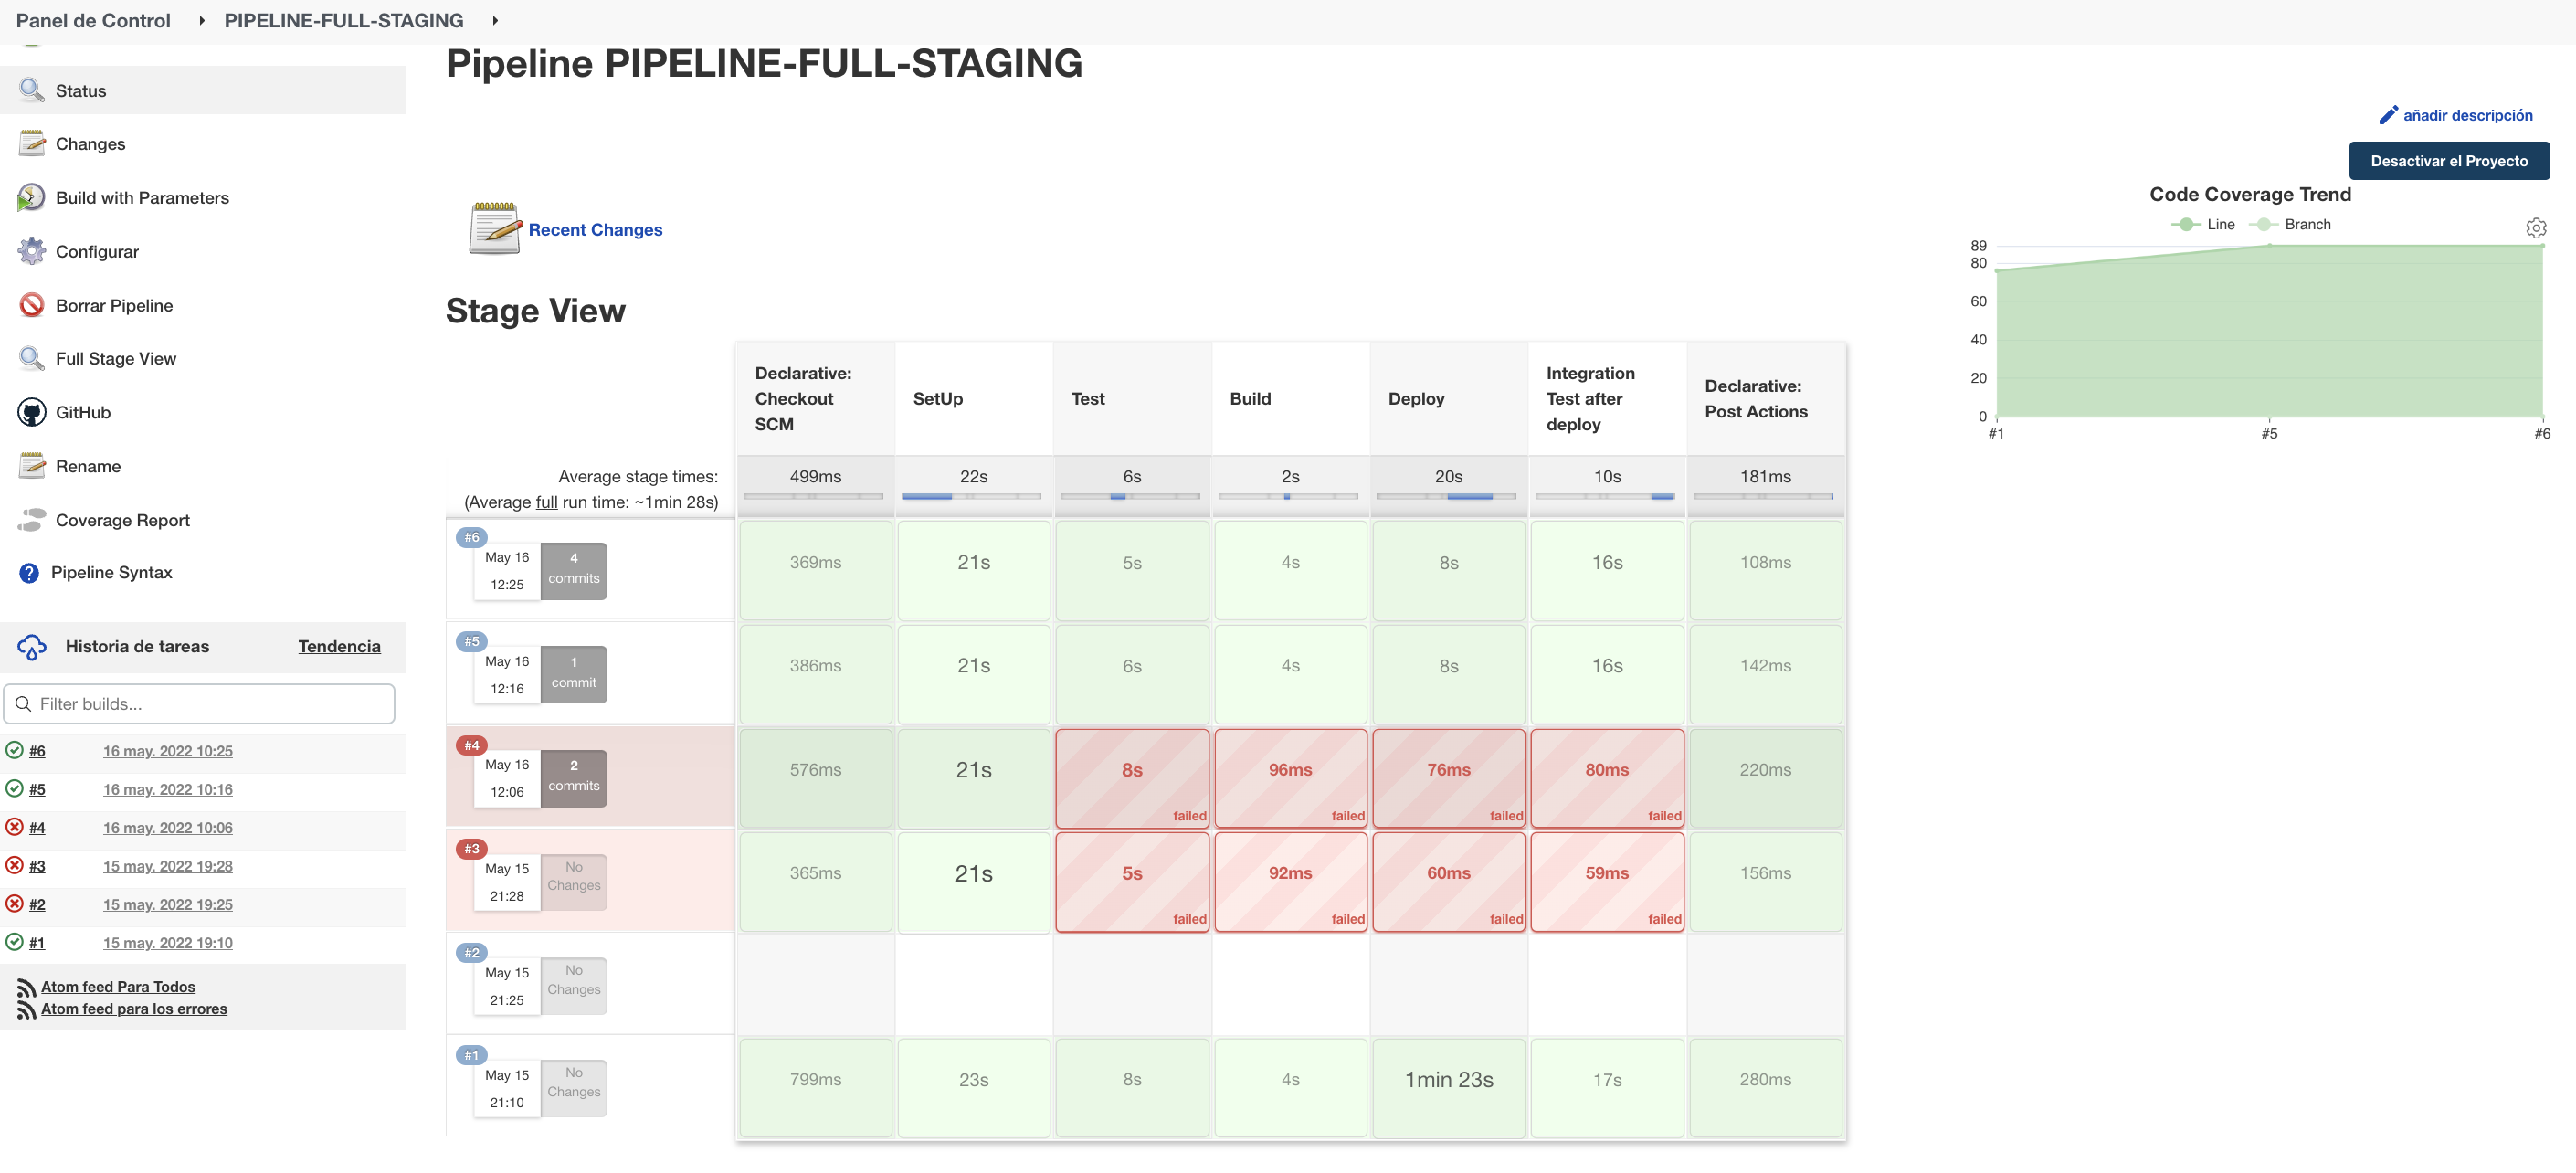 Panel de Control
PIPELINE-FULL-STAGING
Status
Changes
Build with Parameters
Configurar
Borrar Pipeline
Full Stage View
GitHub
Rename
Coverage Report
Pipeline Syntax
Historia de tareas
Tendencia
Filter builds...
#6 16 may. 2022 10:25
#5 16 may. 2022 10:16
#4 16 may. 2022 10:06
#3 15 may. 2022 19:28
#2 15 may. 2022 19:25
#1 15 may. 2022 19:10
Atom feed Para Todos
Atom feed para los errores
Pipeline PIPELINE-FULL-STAGING
añadir descripción
Desactivar el Proyecto
Recent Changes
Stage View
Declarative:
Checkout
SCM
SetUp
Test
Build
Deploy
Integration
Test after
deploy
Declarative:
Post Actions
Average stage times:
(Average full run time: ~1min 28s)
499ms 22s 6s 2s 20s 10s 181ms
#6
May 16
12:25
4
commits
369ms 21s 5s 4s 8s 16s 108ms
#5
May 16
12:16
1
commit
386ms 21s 6s 4s 8s 16s 142ms
#4
May 16
12:06
2
commits
576ms 21s 8s 96ms 76ms 80ms 220ms
failed failed failed failed
#3
May 15
21:28
No
Changes
365ms 21s 5s 92ms 60ms 59ms 156ms
failed failed failed failed
#2
May 15
21:25
No
Changes
#1
May 15
21:10
No
Changes
799ms 23s 8s 4s 1min 23s 17s 280ms
Code Coverage Trend
Line Branch
89
80
60
40
20
0
#1 #5 #6